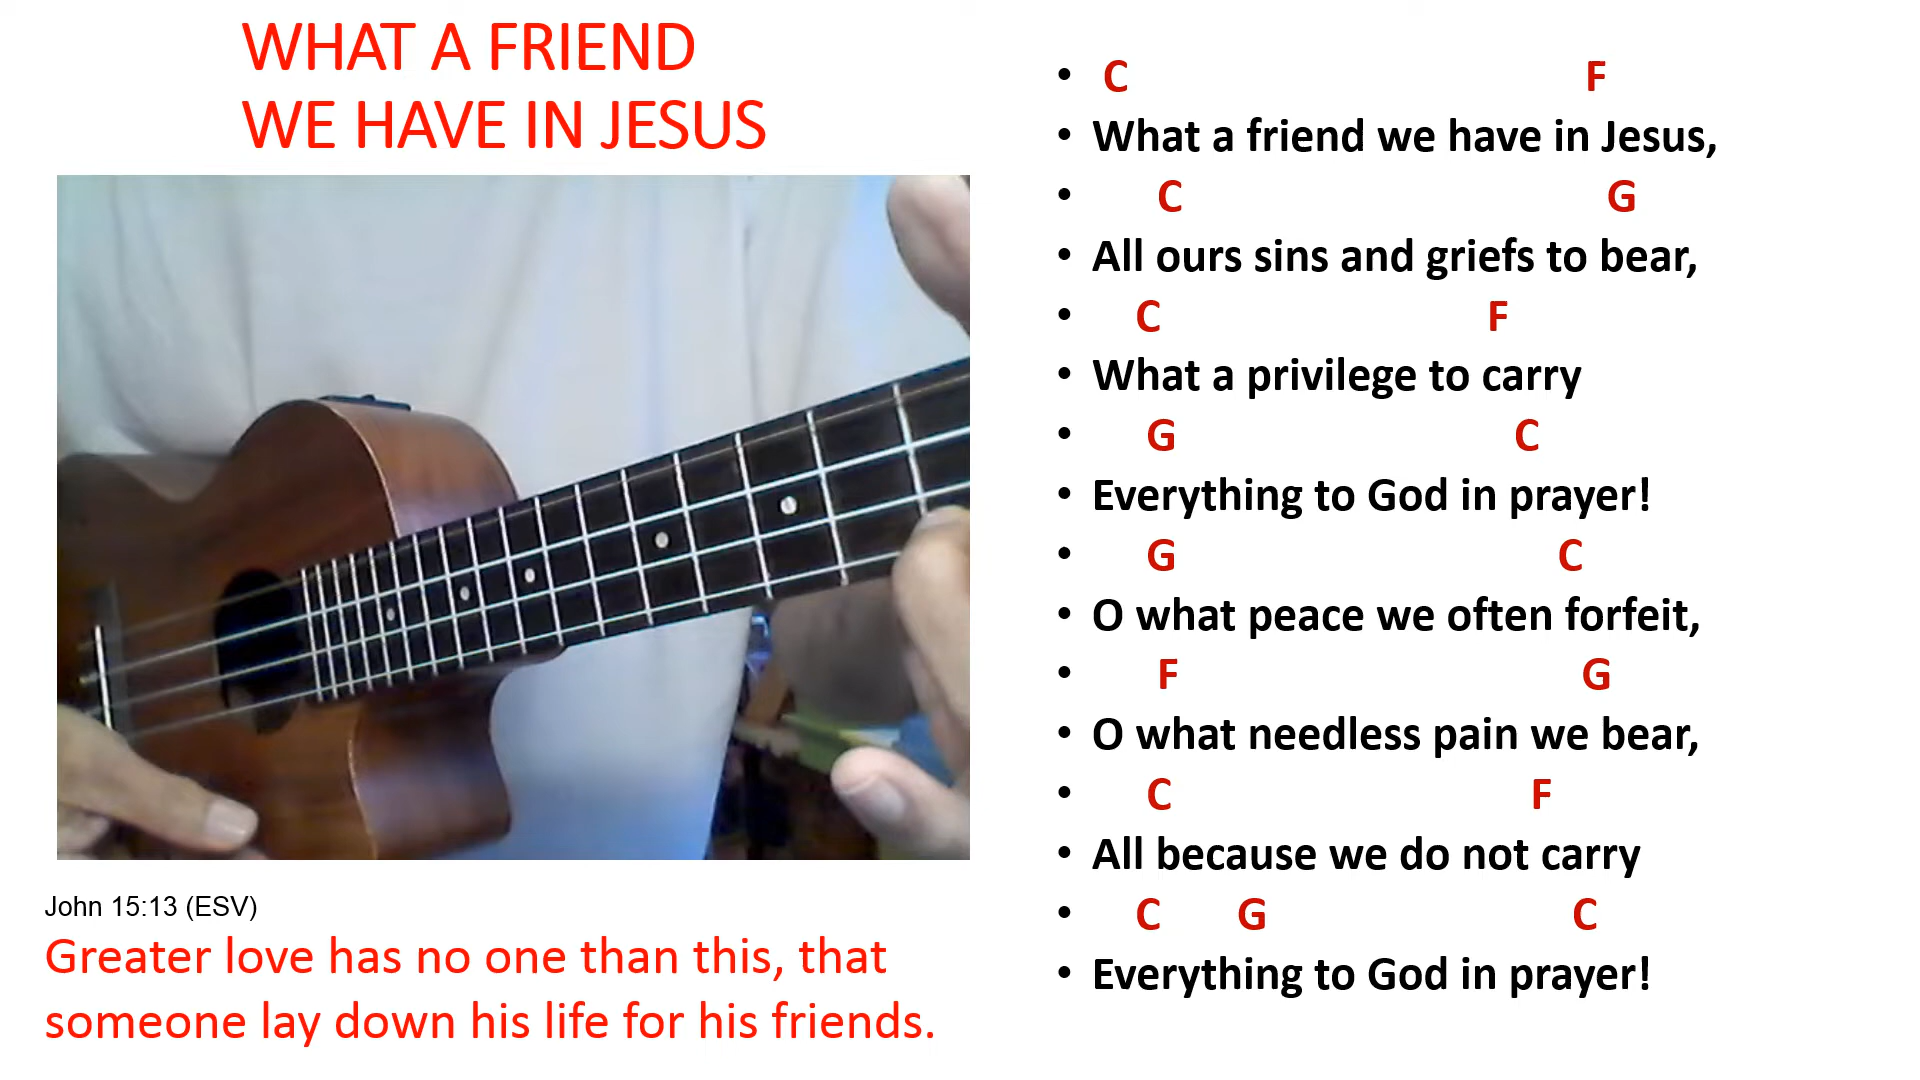 WHAT A FRIEND
WE HAVE IN JESUS
John 15:13 (ESV)
Greater love has no one than this, that
someone lay down his life for his friends.
• C F
• What a friend we have in Jesus,
• C G
• All ours sins and griefs to bear,
• C F
• What a privilege to carry
• G C
• Everything to God in prayer!
• G C
• O what peace we often forfeit,
• F G
• O what needless pain we bear,
• C F
• All because we do not carry
• C G C
• Everything to God in prayer!